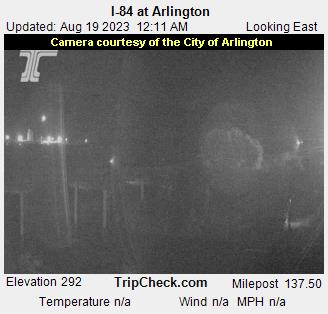 I-84 at Arlington
Updated: Aug 19 2023 12:11 AM Looking East
Camera courtesy of the City of Arlington
Elevation 292 TripCheck.com Milepost 137.50
Temperature n/a Wind n/a MPH n/a